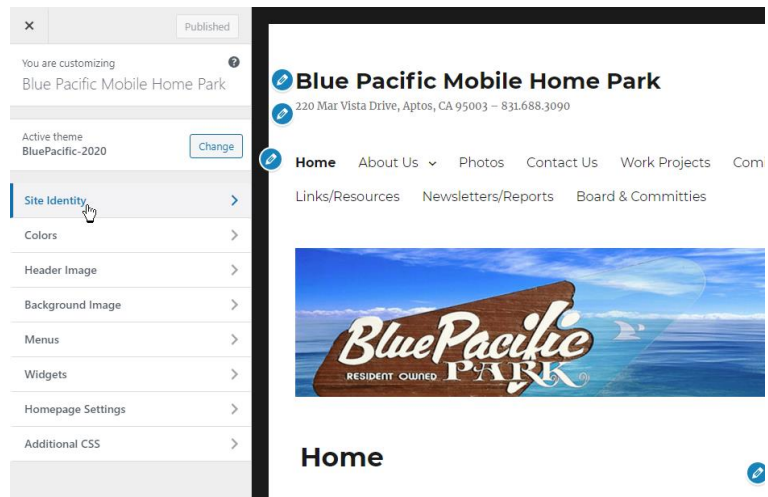 Published
You are customizing
Blue Pacific Mobile Home Park
Active theme
BluePacific-2020
Change
Site Identity
Colors
Header Image
Background Image
Menus
Widgets
Homepage Settings
Additional CSS
Blue Pacific Mobile Home Park
220 Mar Vista Drive, Aptos, CA 95003 – 831.688.3090
Home About Us Photos Contact Us Work Projects
Links/Resources Newsletters/Reports Board & Committies
Blue Pacific
RESIDENT OWNED PARK
Home